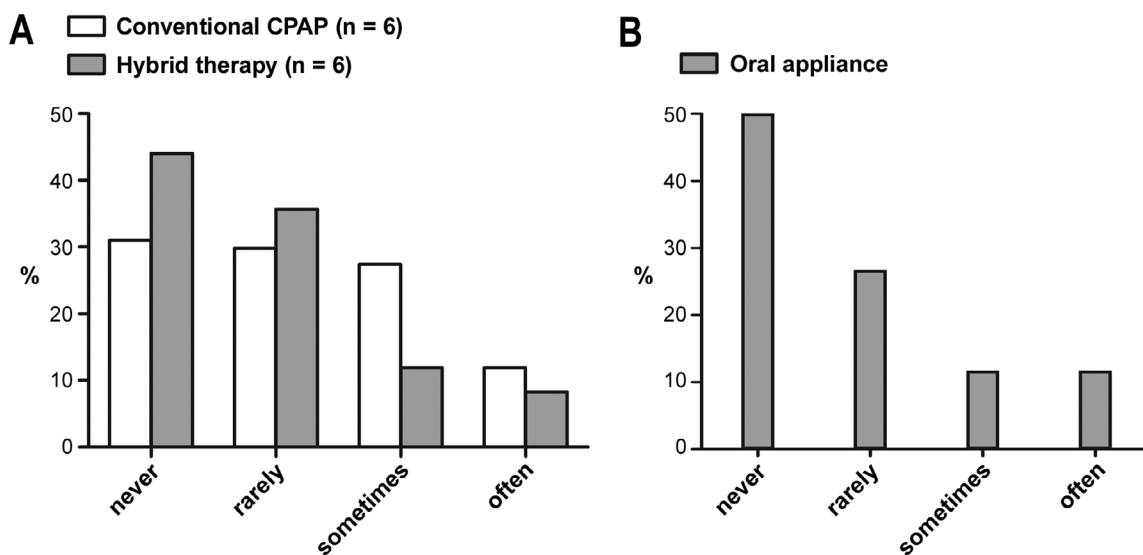 A
Conventional CPAP (n = 6)
Hybrid therapy (n = 6)
50
40
30
%
20
10
0
never
rarely
sometimes
often
B
Oral appliance
50
40
30
%
20
10
0
never
rarely
sometimes
often